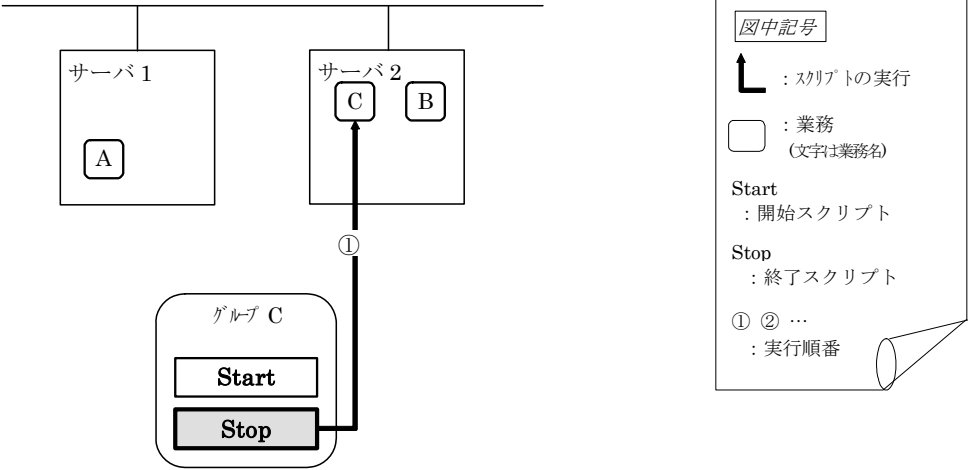 サーバ 1
A
サーバ 2
C
B
①
グループ C
Start
Stop
図中記号
：スクリプトの実行
：業務
(文字は業務名)
Start
：開始スクリプト
Stop
：終了スクリプト
① ② …
：実行順番